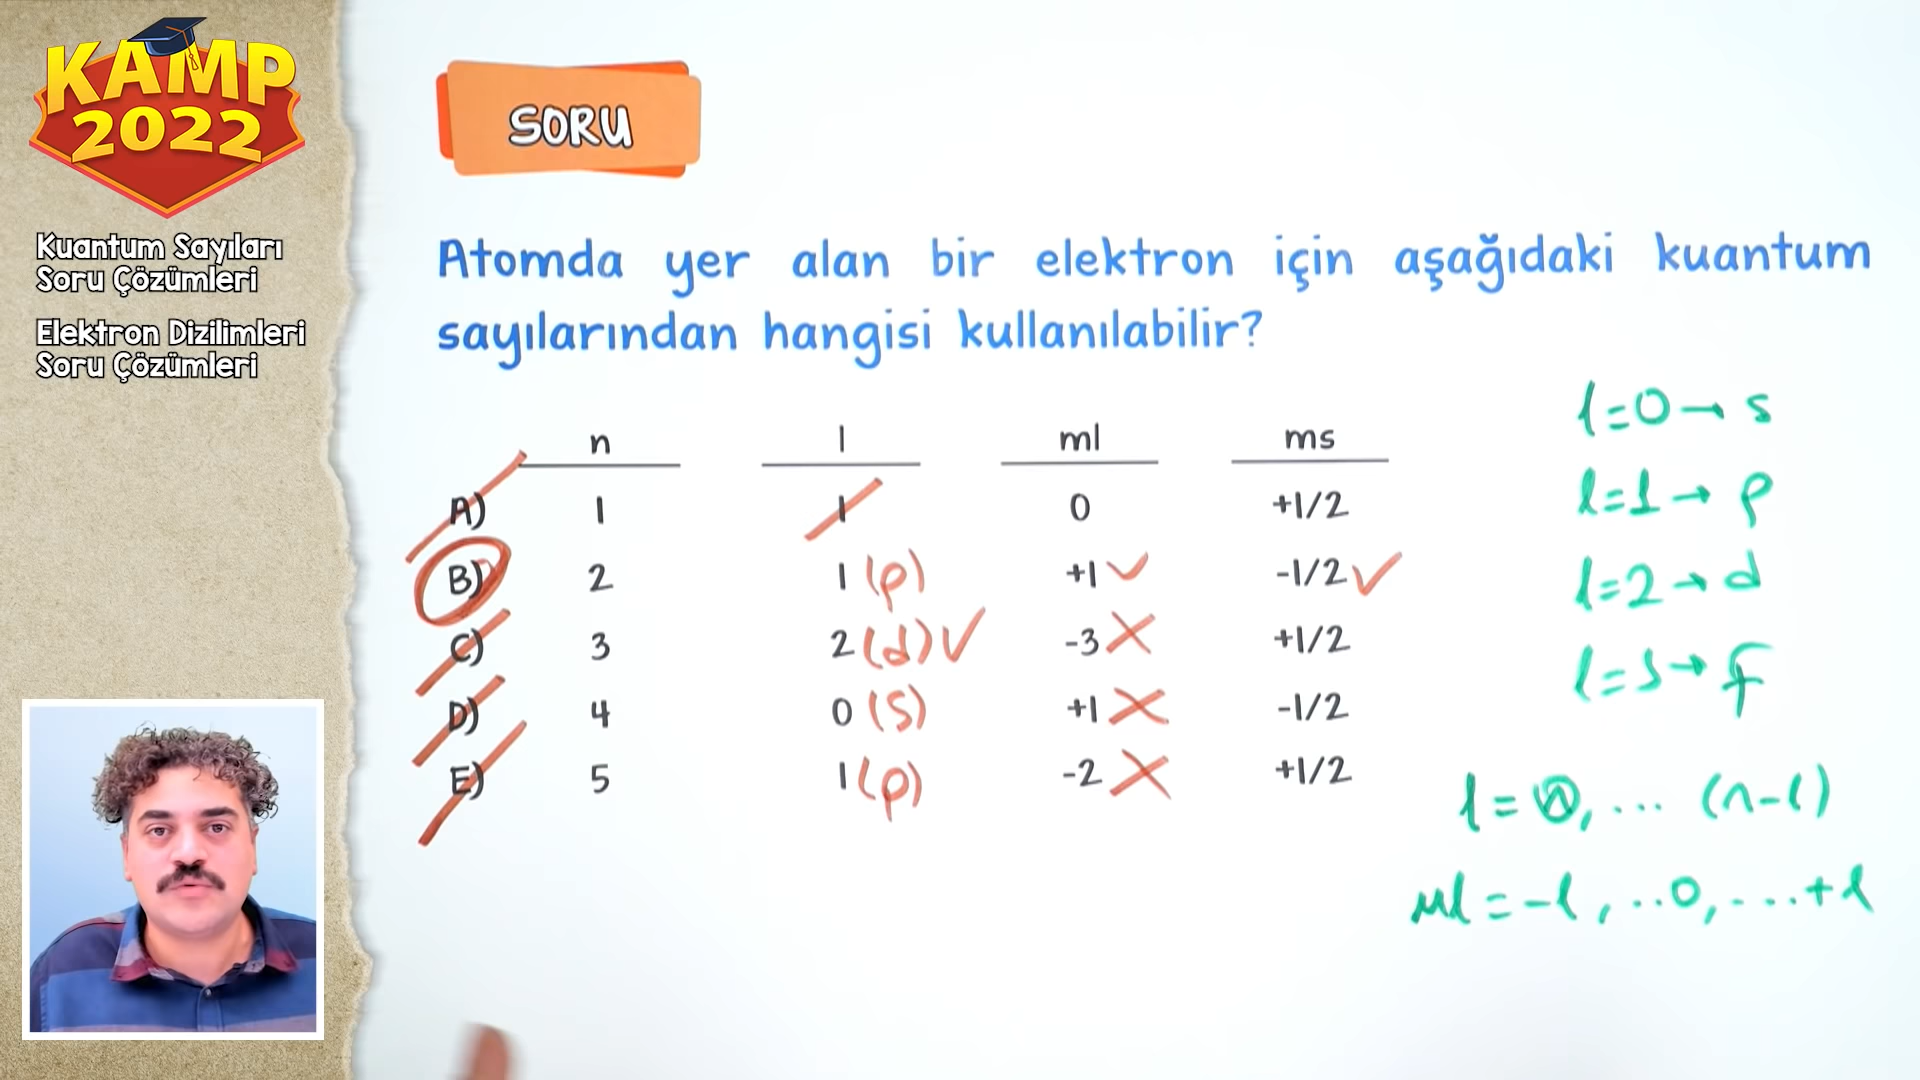 KAMP
2022
Kuantum Sayıları
Soru Çözümleri
Elektron Dizilimleri
Soru Çözümleri
SORU
Atomda yer alan bir elektron için aşağıdaki kuantum
sayılarından hangisi kullanılabilir?
n l ml ms
A) 1 1 0 +1/2
B) 2 1 (p) +1 ✓ -1/2 ✓
C) 3 2 (d) ✓ -3 X +1/2
D) 4 0 (s) +1 X -1/2
E) 5 1 (p) -2 X +1/2
l=0→ s
l=1→ p
l=2→ d
l=3→ f
l=0, ... (n-1)
ml=-l, ..0, ...+l